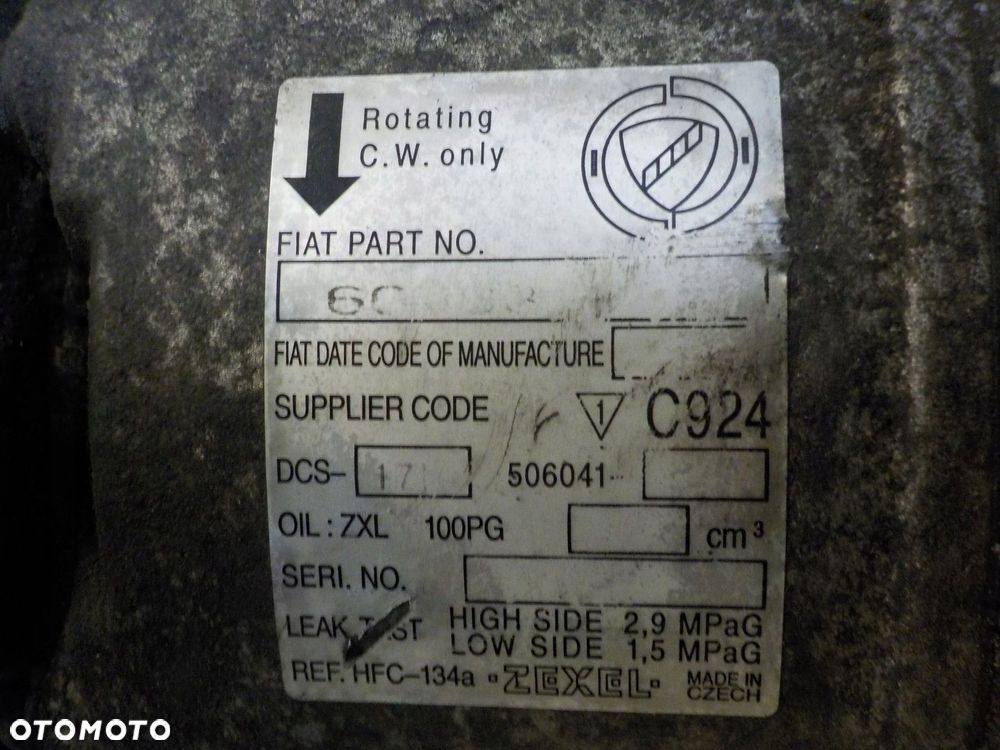 Rotating
C.W. only
FIAT PART NO.
FIAT DATE CODE OF MANUFACTURE
SUPPLIER CODE 1 C924
DCS- 506041-
OIL : ZXL 100PG cm³
SERI. NO.
LEAK TEST HIGH SIDE 2,9 MPaG
LOW SIDE 1,5 MPaG
REF. HFC-134a ZEXEL MADE IN CZECH
OTOMOTO